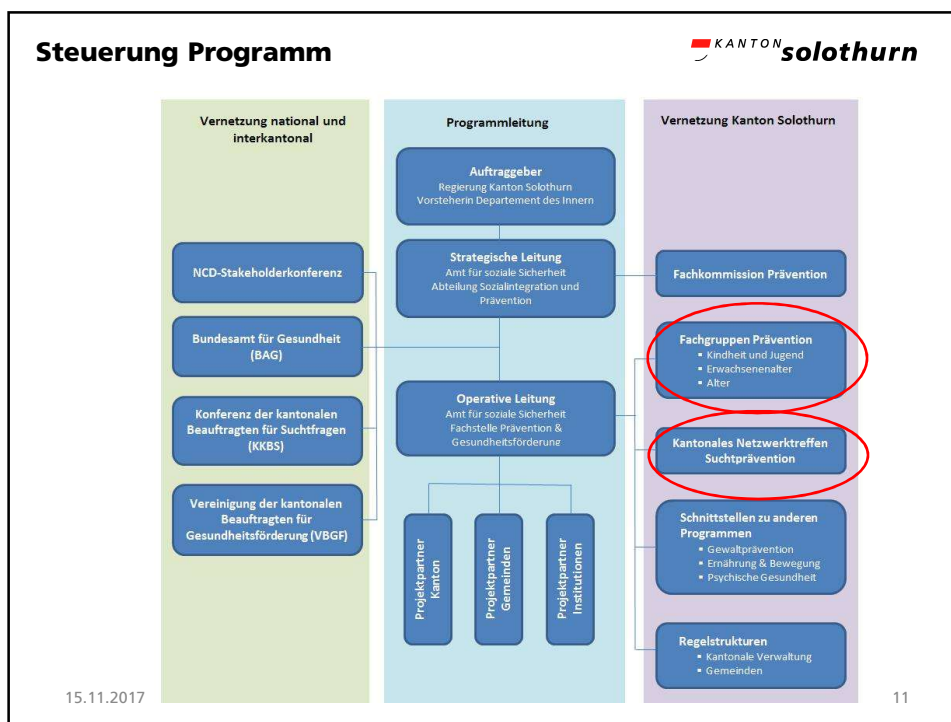 Steuerung Programm
KANTON solothurn
Vernetzung national und
interkantonal
NCD-Stakeholderkonferenz
Bundesamt für Gesundheit
(BAG)
Konferenz der kantonalen
Beauftragten für Suchtfragen
(KKBS)
Vereinigung der kantonalen
Beauftragten für
Gesundheitsförderung (VBGF)
Programmleitung
Auftraggeber
Regierung Kanton Solothurn
Vorsteherin Departement des Innern
Strategische Leitung
Amt für soziale Sicherheit
Abteilung Sozialintegration und
Prävention
Operative Leitung
Amt für soziale Sicherheit
Fachstelle Prävention &
Gesundheitsförderung
Projektpartner
Kanton
Projektpartner
Gemeinden
Projektpartner
Institutionen
Vernetzung Kanton Solothurn
Fachkommission Prävention
Fachgruppen Prävention
▪ Kindheit und Jugend
▪ Erwachsenenalter
▪ Alter
Kantonales Netzwerktreffen
Suchtprävention
Schnittstellen zu anderen
Programmen
▪ Gewaltprävention
▪ Ernährung & Bewegung
▪ Psychische Gesundheit
Regelstrukturen
▪ Kantonale Verwaltung
▪ Gemeinden
15.11.2017
11